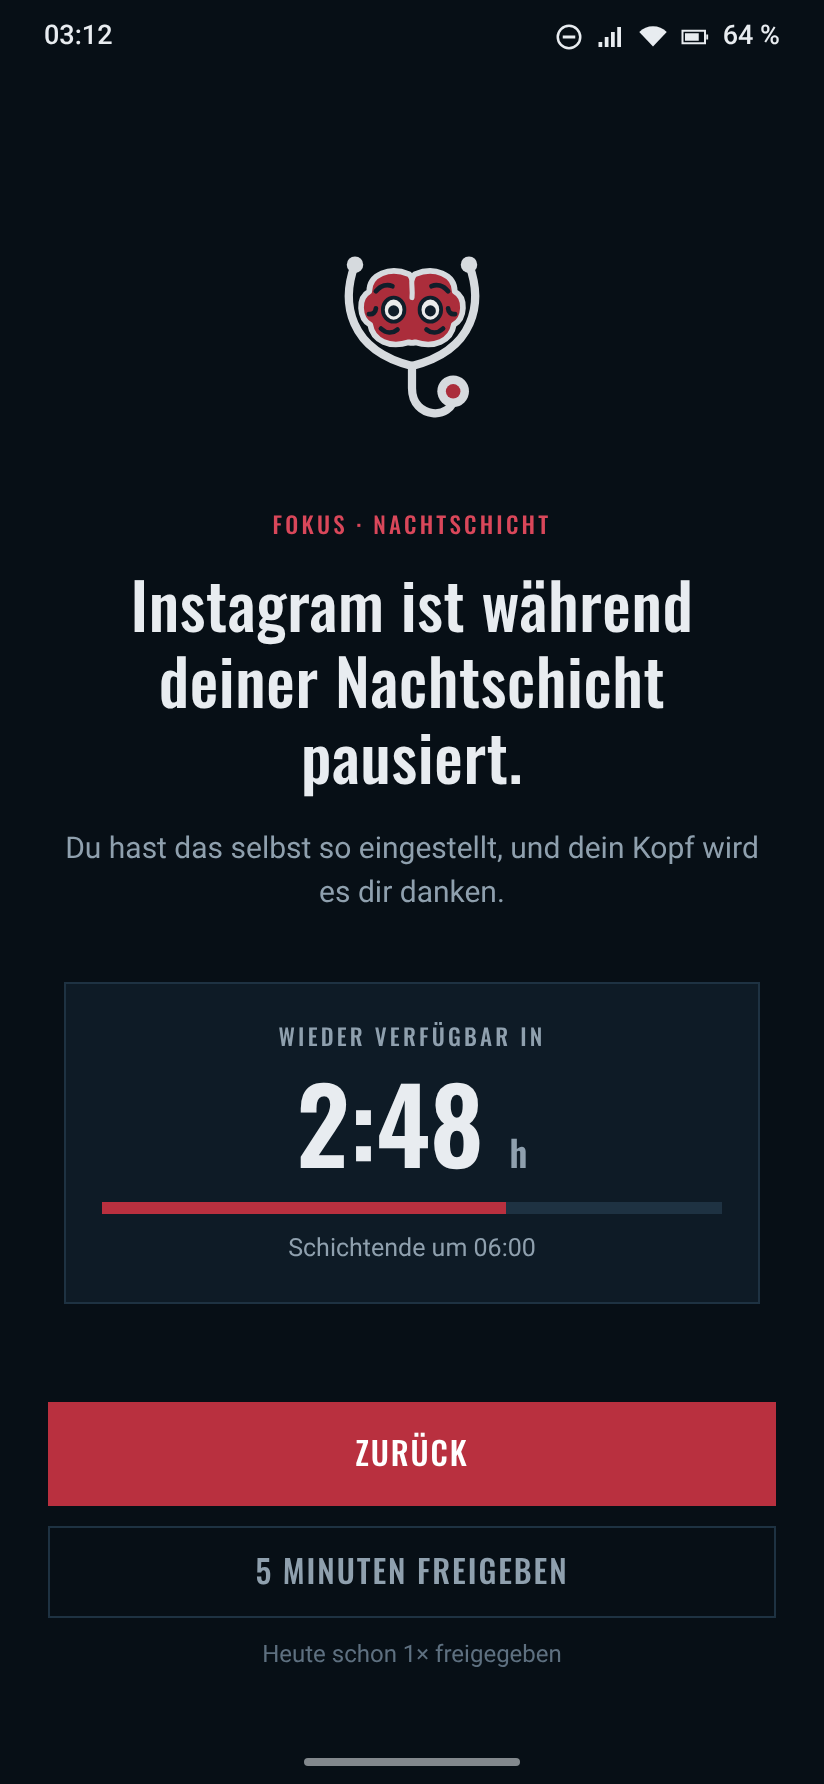 03:12
64 %
FOKUS · NACHTSCHICHT
Instagram ist während
deiner Nachtschicht
pausiert.
Du hast das selbst so eingestellt, und dein Kopf wird
es dir danken.
WIEDER VERFÜGBAR IN
2:48 h
Schichtende um 06:00
ZURÜCK
5 MINUTEN FREIGEBEN
Heute schon 1× freigegeben